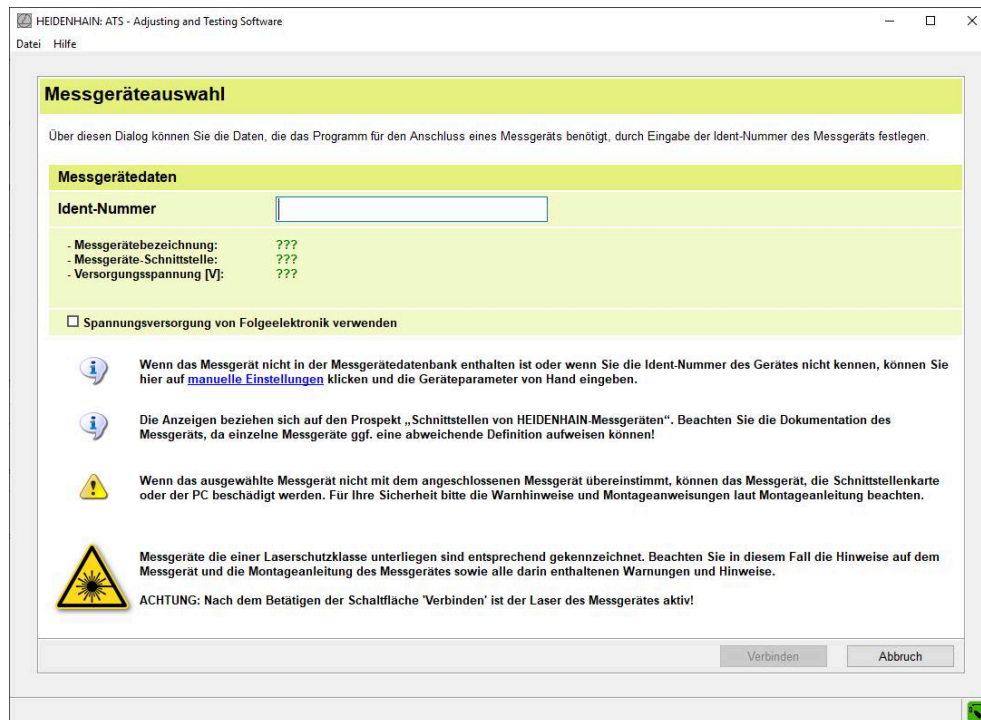 HEIDENHAIN: ATS - Adjusting and Testing Software
Datei Hilfe
Messgeräteauswahl
Über diesen Dialog können Sie die Daten, die das Programm für den Anschluss eines Messgeräts benötigt, durch Eingabe der Ident-Nummer des Messgeräts festlegen.
Messgerätedaten
Ident-Nummer
- Messgerätebezeichnung: ???
- Messgeräte-Schnittstelle: ???
- Versorgungsspannung [V]: ???
Spannungsversorgung von Folgeelektronik verwenden
Wenn das Messgerät nicht in der Messgerätedatenbank enthalten ist oder wenn Sie die Ident-Nummer des Gerätes nicht kennen, können Sie
hier auf manuelle Einstellungen klicken und die Geräteparameter von Hand eingeben.
Die Anzeigen beziehen sich auf den Prospekt „Schnittstellen von HEIDENHAIN-Messgeräten“. Beachten Sie die Dokumentation des
Messgeräts, da einzelne Messgeräte ggf. eine abweichende Definition aufweisen können!
Wenn das ausgewählte Messgerät nicht mit dem angeschlossenen Messgerät übereinstimmt, können das Messgerät, die Schnittstellenkarte
oder der PC beschädigt werden. Für Ihre Sicherheit bitte die Warnhinweise und Montageanweisungen laut Montageanleitung beachten.
Messgeräte die einer Laserschutzklasse unterliegen sind entsprechend gekennzeichnet. Beachten Sie in diesem Fall die Hinweise auf dem
Messgerät und die Montageanleitung des Messgerätes sowie alle darin enthaltenen Warnungen und Hinweise.
ACHTUNG: Nach dem Betätigen der Schaltfläche 'Verbinden' ist der Laser des Messgerätes aktiv!
Verbinden Abbruch